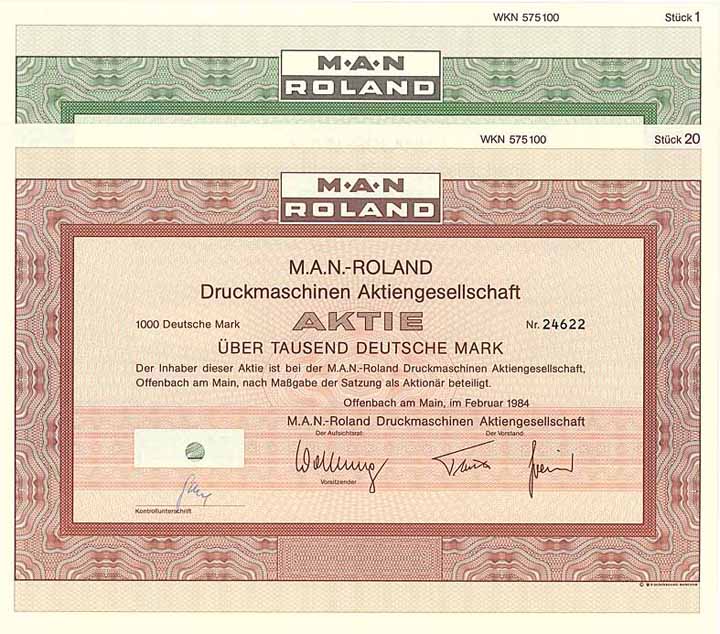 WKN 575100 Stück 1
M·A·N
ROLAND
WKN 575100 Stück 20
M·A·N
ROLAND
M.A.N.-ROLAND
Druckmaschinen Aktiengesellschaft
1000 Deutsche Mark AKTIE Nr. 24622
ÜBER TAUSEND DEUTSCHE MARK
Der Inhaber dieser Aktie ist bei der M.A.N.-Roland Druckmaschinen Aktiengesellschaft,
Offenbach am Main, nach Maßgabe der Satzung als Aktionär beteiligt.
Offenbach am Main, im Februar 1984
M.A.N.-Roland Druckmaschinen Aktiengesellschaft
Der Aufsichtsrat: Der Vorstand:
Vorsitzender
Kontrollunterschrift